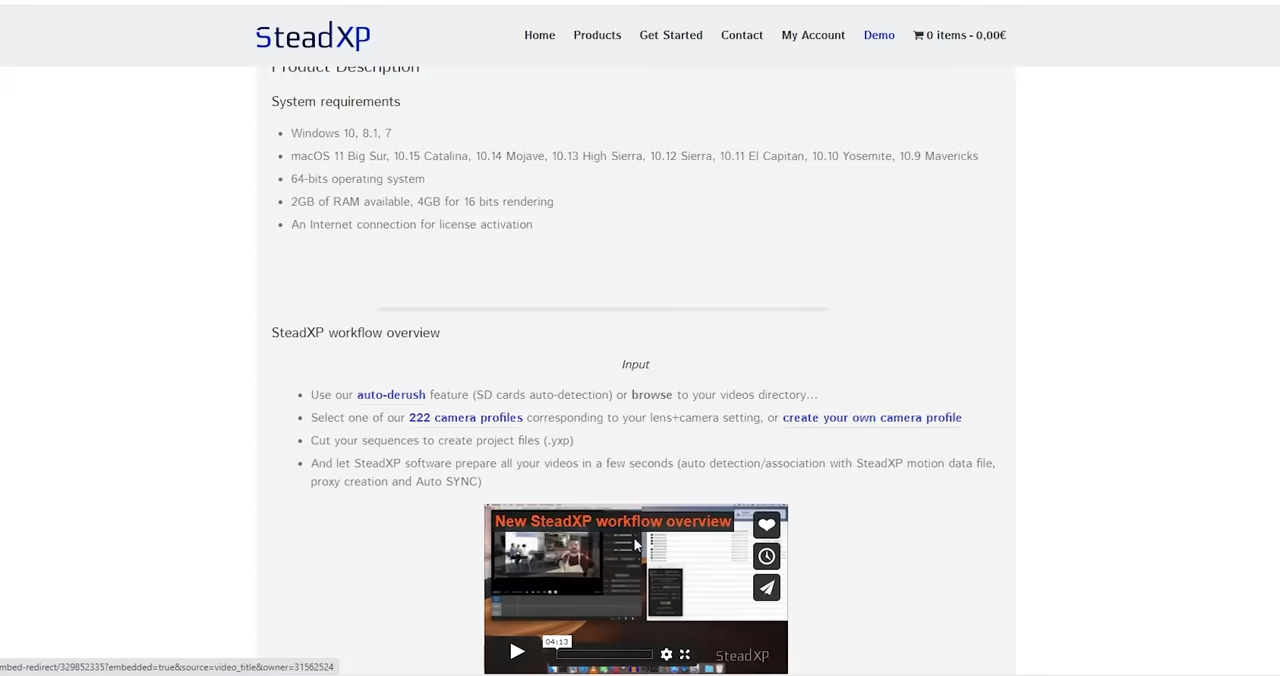 SteadXP
Home Products Get Started Contact My Account Demo 0 items - 0,00€
Product Description
System requirements
Windows 10, 8.1, 7
macOS 11 Big Sur, 10.15 Catalina, 10.14 Mojave, 10.13 High Sierra, 10.12 Sierra, 10.11 El Capitan, 10.10 Yosemite, 10.9 Mavericks
64-bits operating system
2GB of RAM available, 4GB for 16 bits rendering
An Internet connection for license activation
SteadXP workflow overview
Input
Use our auto-derush feature (SD cards auto-detection) or browse to your videos directory...
Select one of our 222 camera profiles corresponding to your lens+camera setting, or create your own camera profile
Cut your sequences to create project files (.yxp)
And let SteadXP software prepare all your videos in a few seconds (auto detection/association with SteadXP motion data file,
proxy creation and Auto SYNC)
New SteadXP workflow overview
04:13
SteadXP
mbed-redirect/329852335?embedded=true&source=video_title&owner=31562524